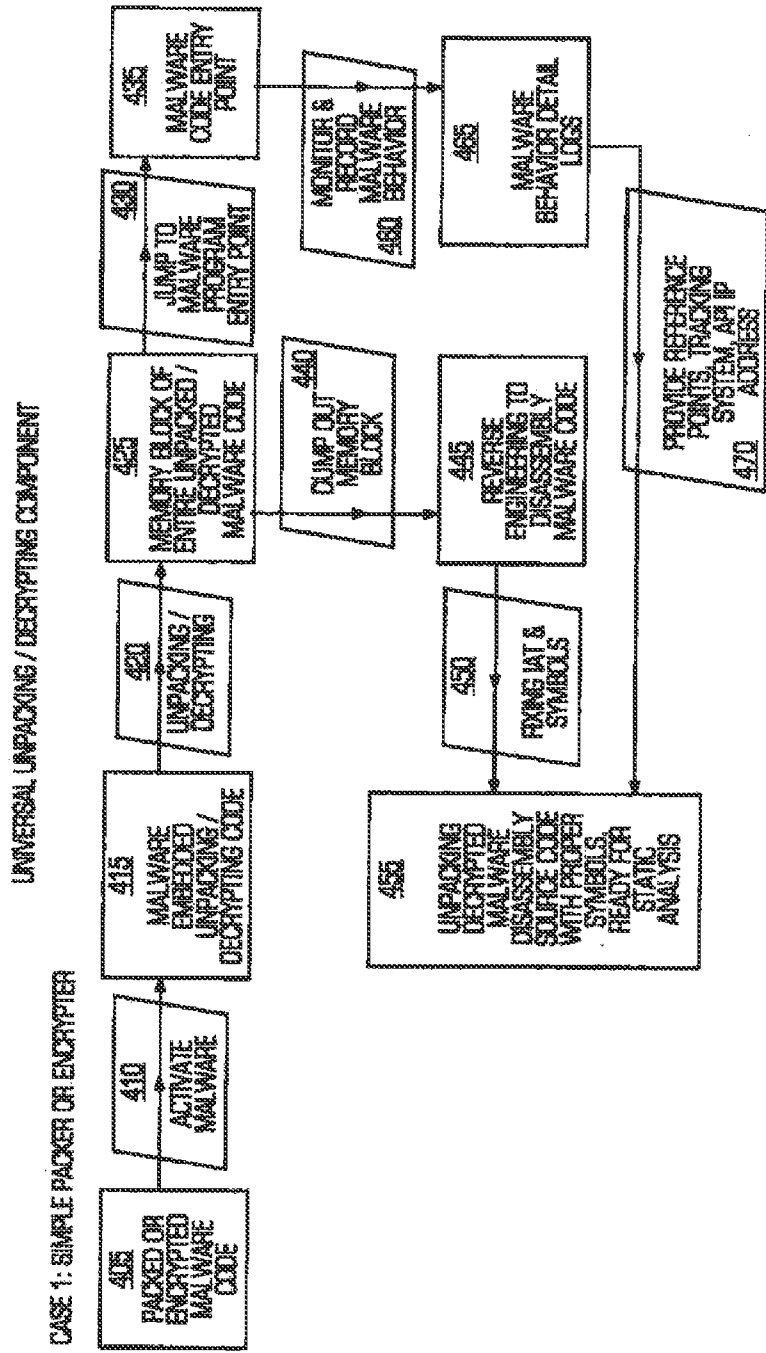 UNIVERSAL UNPACKING / DECRYPTING COMPONENT
CASE 1: SIMPLE PACKER OR ENCRYPTER
405
PACKED OR
ENCRYPTED
MALWARE
CODE
410
ACTIVATE
MALWARE
415
MALWARE
EMBEDDED
UNPACKING /
DECRYPTING CODE
420
UNPACKING /
DECRYPTING
425
MEMORY BLOCK OF
ENTIRE UNPACKED /
DECRYPTED
MALWARE CODE
430
JUMP TO
MALWARE
PROGRAM
ENTRY POINT
435
MALWARE
CODE ENTRY
POINT
440
DUMP OUT
MEMORY
BLOCK
MONITOR &
RECORD
MALWARE
BEHAVIOR
460
455
UNPACKING
DECRYPTED
MALWARE
DISASSEMBLY
SOURCE CODE
WITH PROPER
SYMBOLS,
READY FOR
STATIC
ANALYSIS
450
FIXING IAT &
SYMBOLS
445
REVERSE
ENGINEERING TO
DISASSEMBLY
MALWARE CODE
465
MALWARE
BEHAVIOR DETAIL
LOGS
PROVIDE REFERENCE
POINTS, TRACKING
SYSTEM, API IP
ADDRESS
470